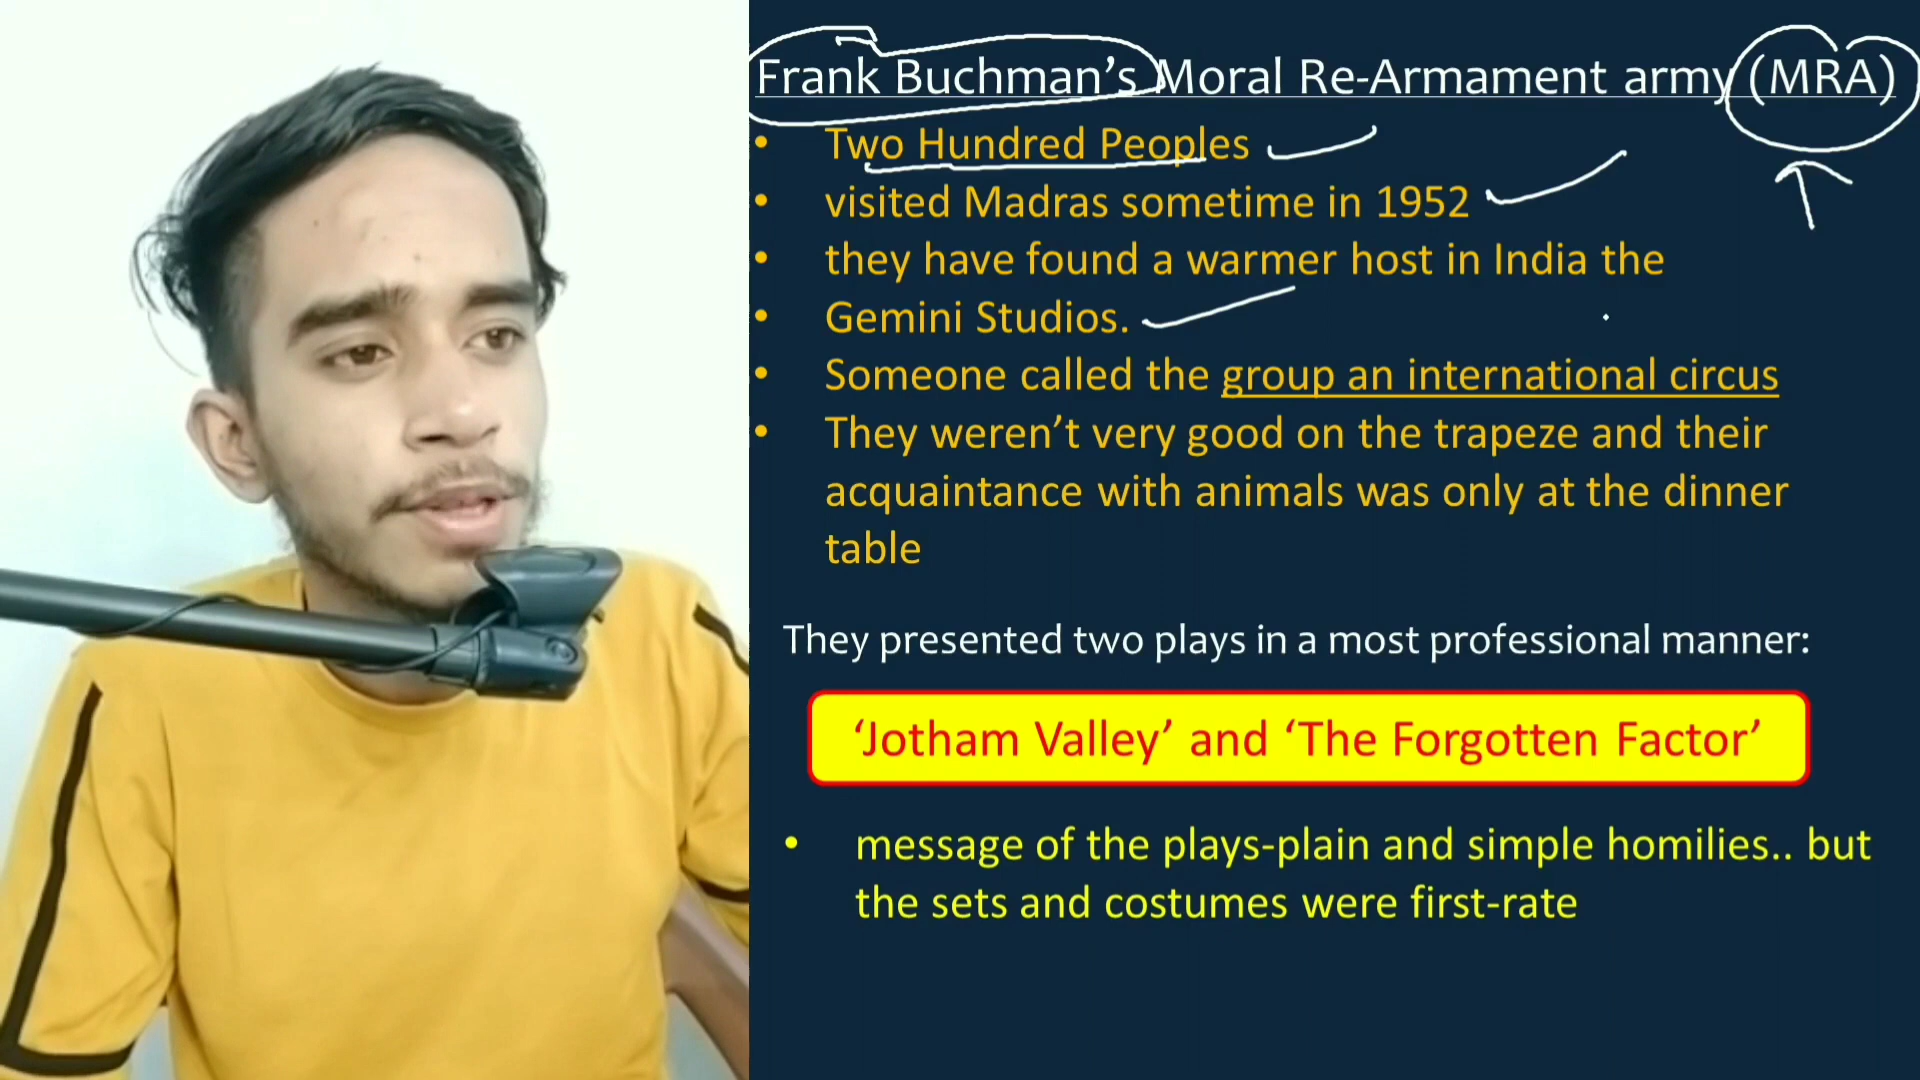 Frank Buchman’s Moral Re-Armament army (MRA)
• Two Hundred Peoples
• visited Madras sometime in 1952
• they have found a warmer host in India the
• Gemini Studios.
• Someone called the group an international circus
• They weren’t very good on the trapeze and their
acquaintance with animals was only at the dinner
table
They presented two plays in a most professional manner:
‘Jotham Valley’ and ‘The Forgotten Factor’
• message of the plays-plain and simple homilies.. but
the sets and costumes were first-rate